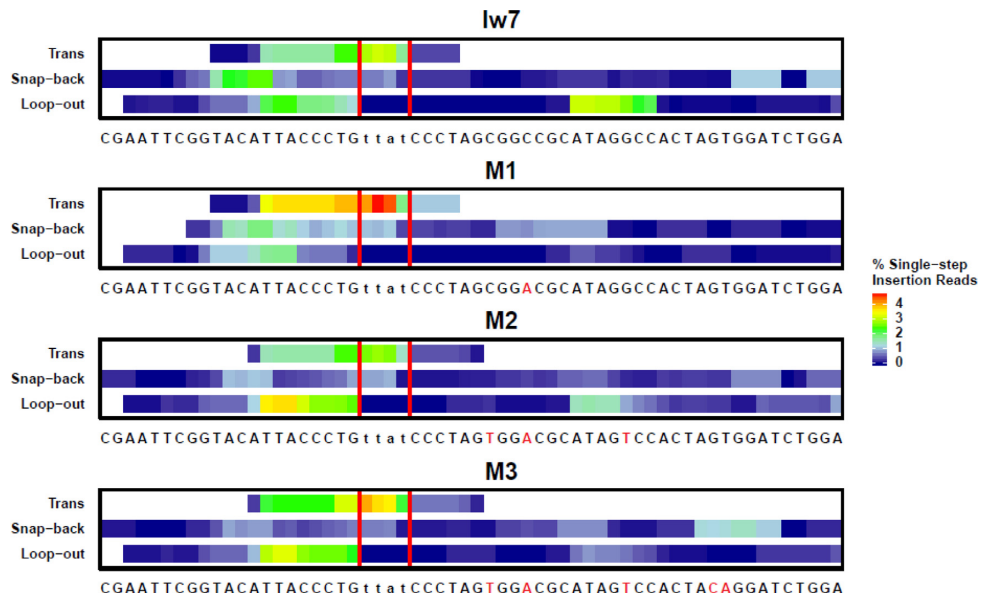 Iw7
Trans
Snap-back
Loop-out
CGAATTCGGTACATTACCCTGttatCCCTAGCGGCCGCATAGGCCACTAGTGGATCTGGA
M1
Trans
Snap-back
Loop-out
CGAATTCGGTACATTACCCTGttatCCCTAGCGGACGCATAGGCCACTAGTGGATCTGGA
M2
Trans
Snap-back
Loop-out
CGAATTCGGTACATTACCCTGttatCCCTAGTGGACGCATAGTCCACTAGTGGATCTGGA
M3
Trans
Snap-back
Loop-out
CGAATTCGGTACATTACCCTGttatCCCTAGTGGACGCATAGTCCACTACAGGATCTGGA
% Single-step
Insertion Reads
4
3
2
1
0